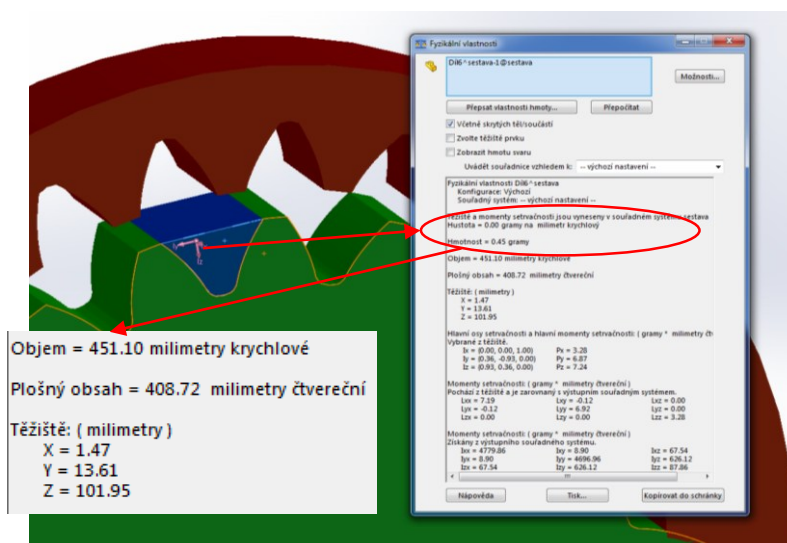 Fyzikální vlastnosti
Díl6^sestava-1@sestava
Možnosti...
Přepsat vlastnosti hmoty...
Přepočítat
Včetně skrytých těl/součástí
Zvolte těžiště prvku
Zobrazit hmotu svaru
Uvádět souřadnice vzhledem k: -- výchozí nastavení --
Fyzikální vlastnosti Díl6^sestava
Konfigurace: Výchozí
Souřadný systém: -- výchozí nastavení --
Těžiště a momenty setrvačnosti jsou vyneseny v souřadném systému sestava
Hustota = 0.00 gramy na milimetr krychlový
Hmotnost = 0.45 gramy
Objem = 451.10 milimetry krychlové
Plošný obsah = 408.72 milimetry čtvereční
Těžiště: ( milimetry )
X = 1.47
Y = 13.61
Z = 101.95
Hlavní osy setrvačnosti a hlavní momenty setrvačnosti: ( gramy * milimetry čt
Vybrané z těžiště.
Ix = (0.00, 0.00, 1.00) Px = 3.28
Iy = (0.36, -0.93, 0.00) Py = 6.87
Iz = (0.93, 0.36, 0.00) Pz = 7.24
Momenty setrvačnosti: ( gramy * milimetry čtvereční )
Pochází z těžiště a je zarovnaný s výstupním souřadným systémem.
Lxx = 7.19 Lxy = -0.12 Lxz = 0.00
Lyx = -0.12 Lyy = 6.92 Lyz = 0.00
Lzx = 0.00 Lzy = 0.00 Lzz = 3.28
Momenty setrvačnosti: ( gramy * milimetry čtvereční )
Získány z výstupního souřadného systému.
Ixx = 4779.86 Ixy = 8.90 Ixz = 67.54
Iyx = 8.90 Iyy = 4696.96 Iyz = 626.12
Izx = 67.54 Izy = 626.12 Izz = 87.86
Nápověda
Tisk...
Kopírovat do schránky
Objem = 451.10 milimetry krychlové
Plošný obsah = 408.72 milimetry čtvereční
Těžiště: ( milimetry )
X = 1.47
Y = 13.61
Z = 101.95